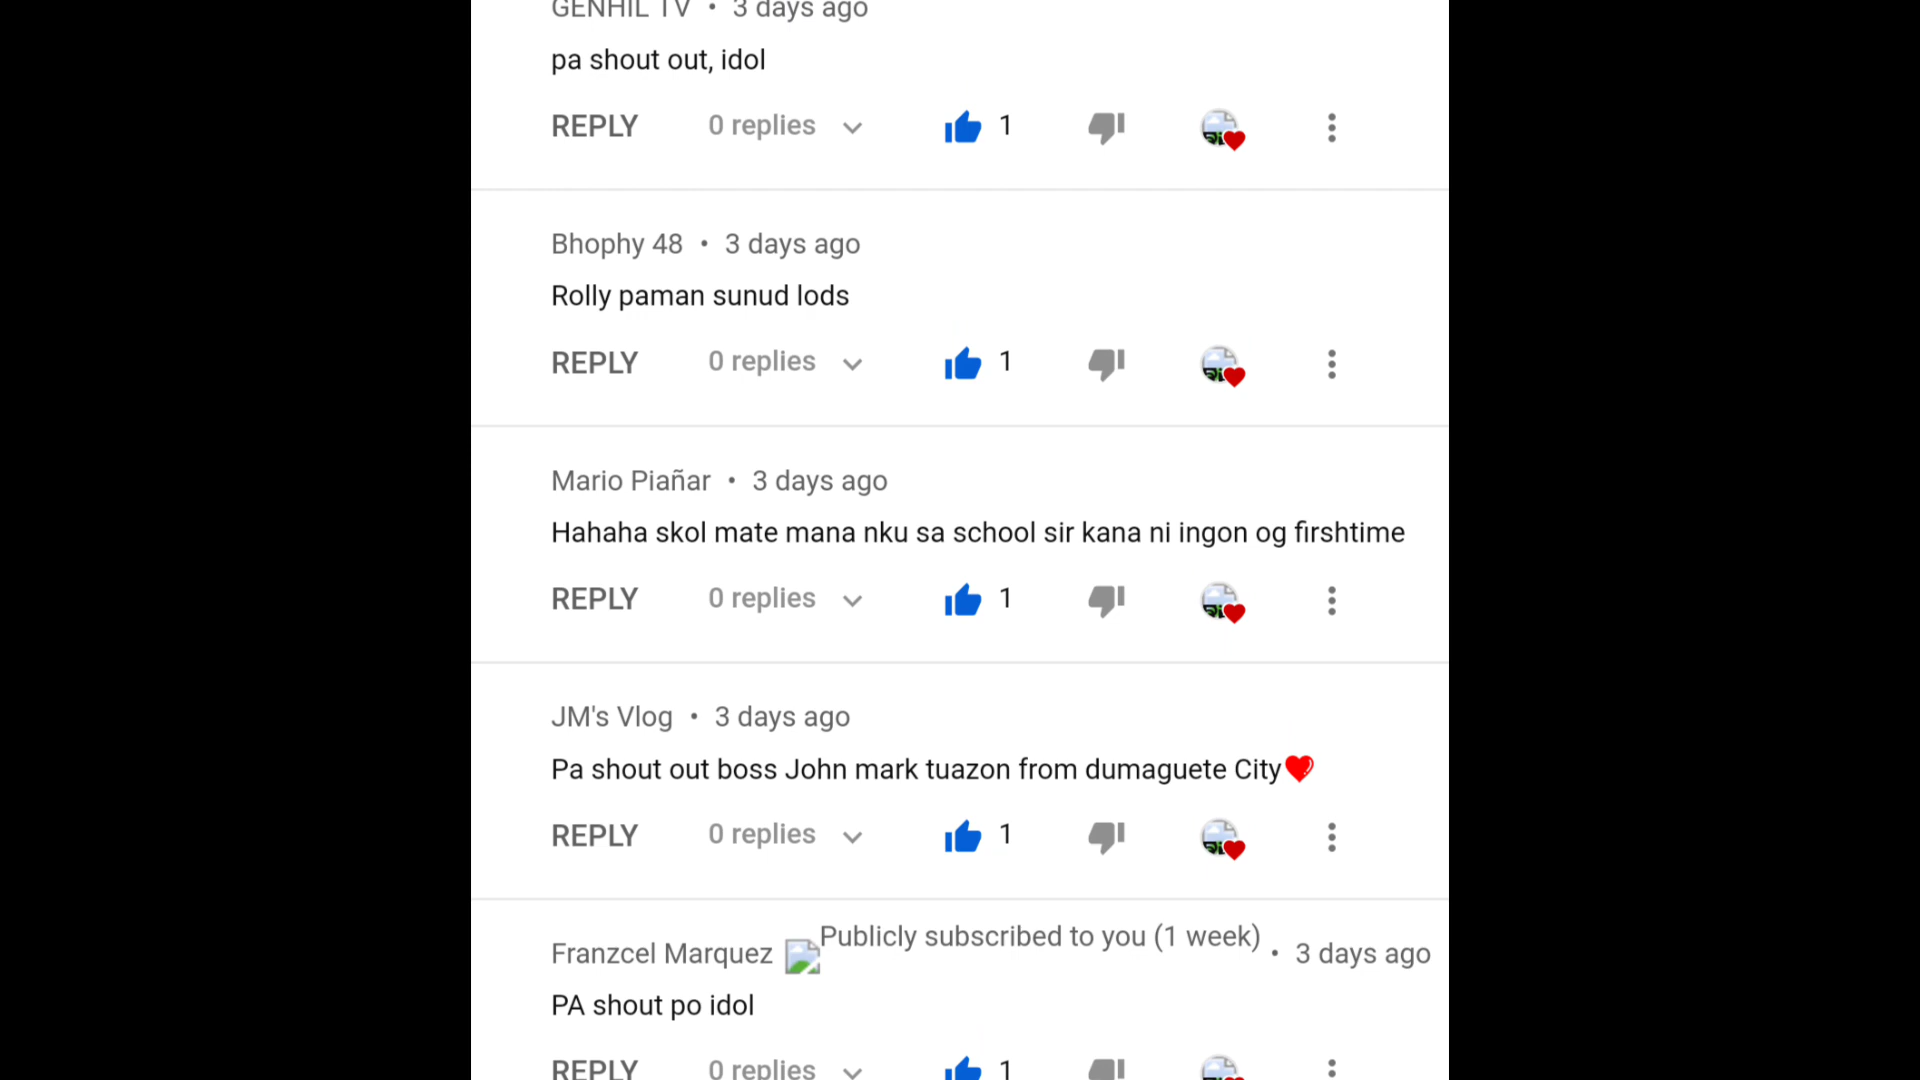 GENHIL TV • 3 days ago
pa shout out, idol
REPLY 0 replies 1
Bhophy 48 • 3 days ago
Rolly paman sunud lods
REPLY 0 replies 1
Mario Piañar • 3 days ago
Hahaha skol mate mana nku sa school sir kana ni ingon og firshtime
REPLY 0 replies 1
JM's Vlog • 3 days ago
Pa shout out boss John mark tuazon from dumaguete City❤️
REPLY 0 replies 1
Franzcel Marquez Publicly subscribed to you (1 week) • 3 days ago
PA shout po idol
REPLY 0 replies 1